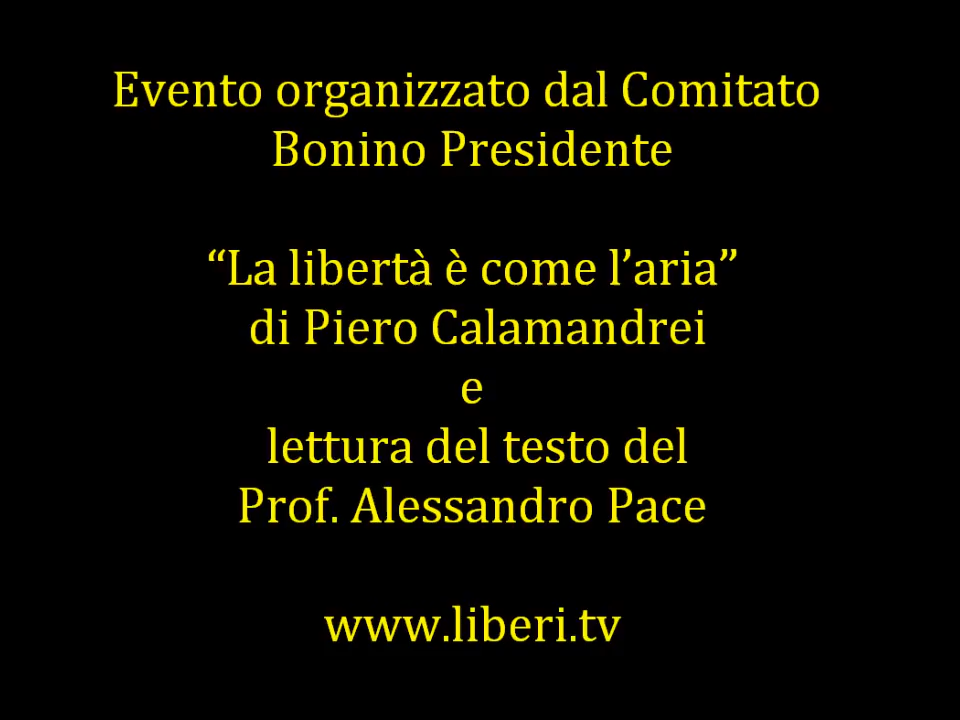 Evento organizzato dal Comitato
Bonino Presidente
“La libertà è come l’aria”
di Piero Calamandrei
e
lettura del testo del
Prof. Alessandro Pace
www.liberi.tv